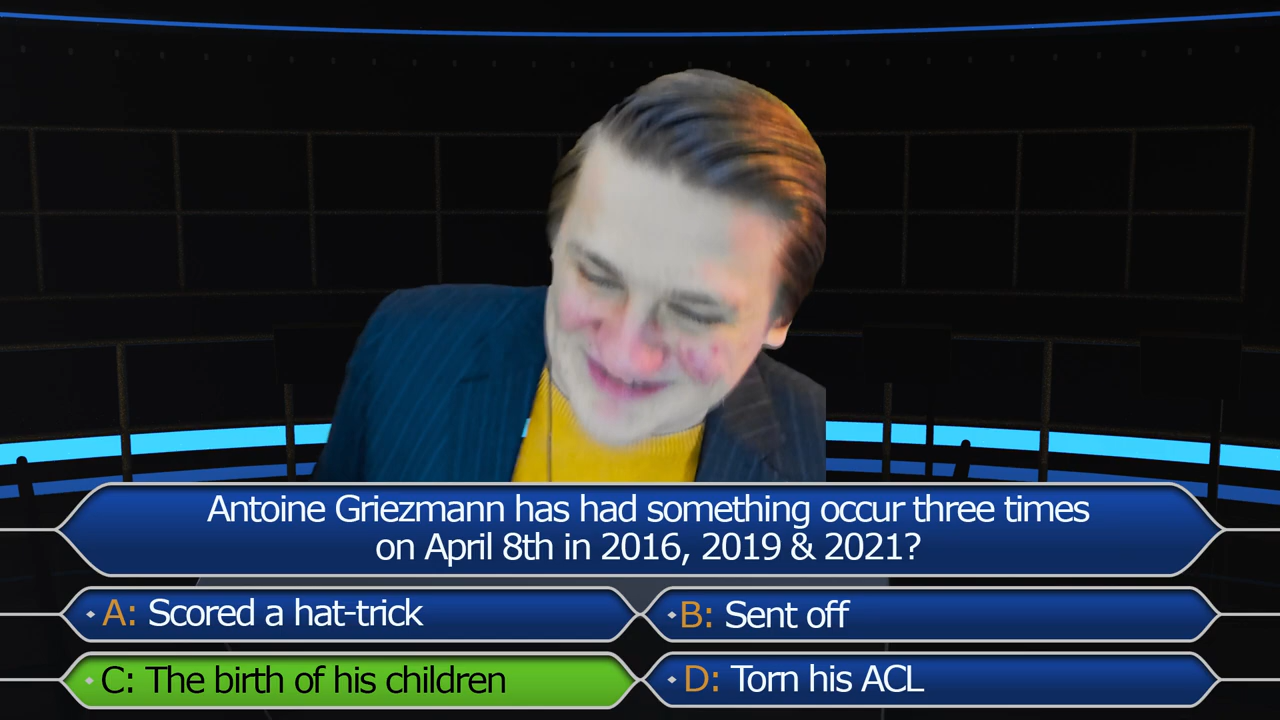 Antoine Griezmann has had something occur three times
on April 8th in 2016, 2019 & 2021?
A: Scored a hat-trick
B: Sent off
C: The birth of his children
D: Torn his ACL